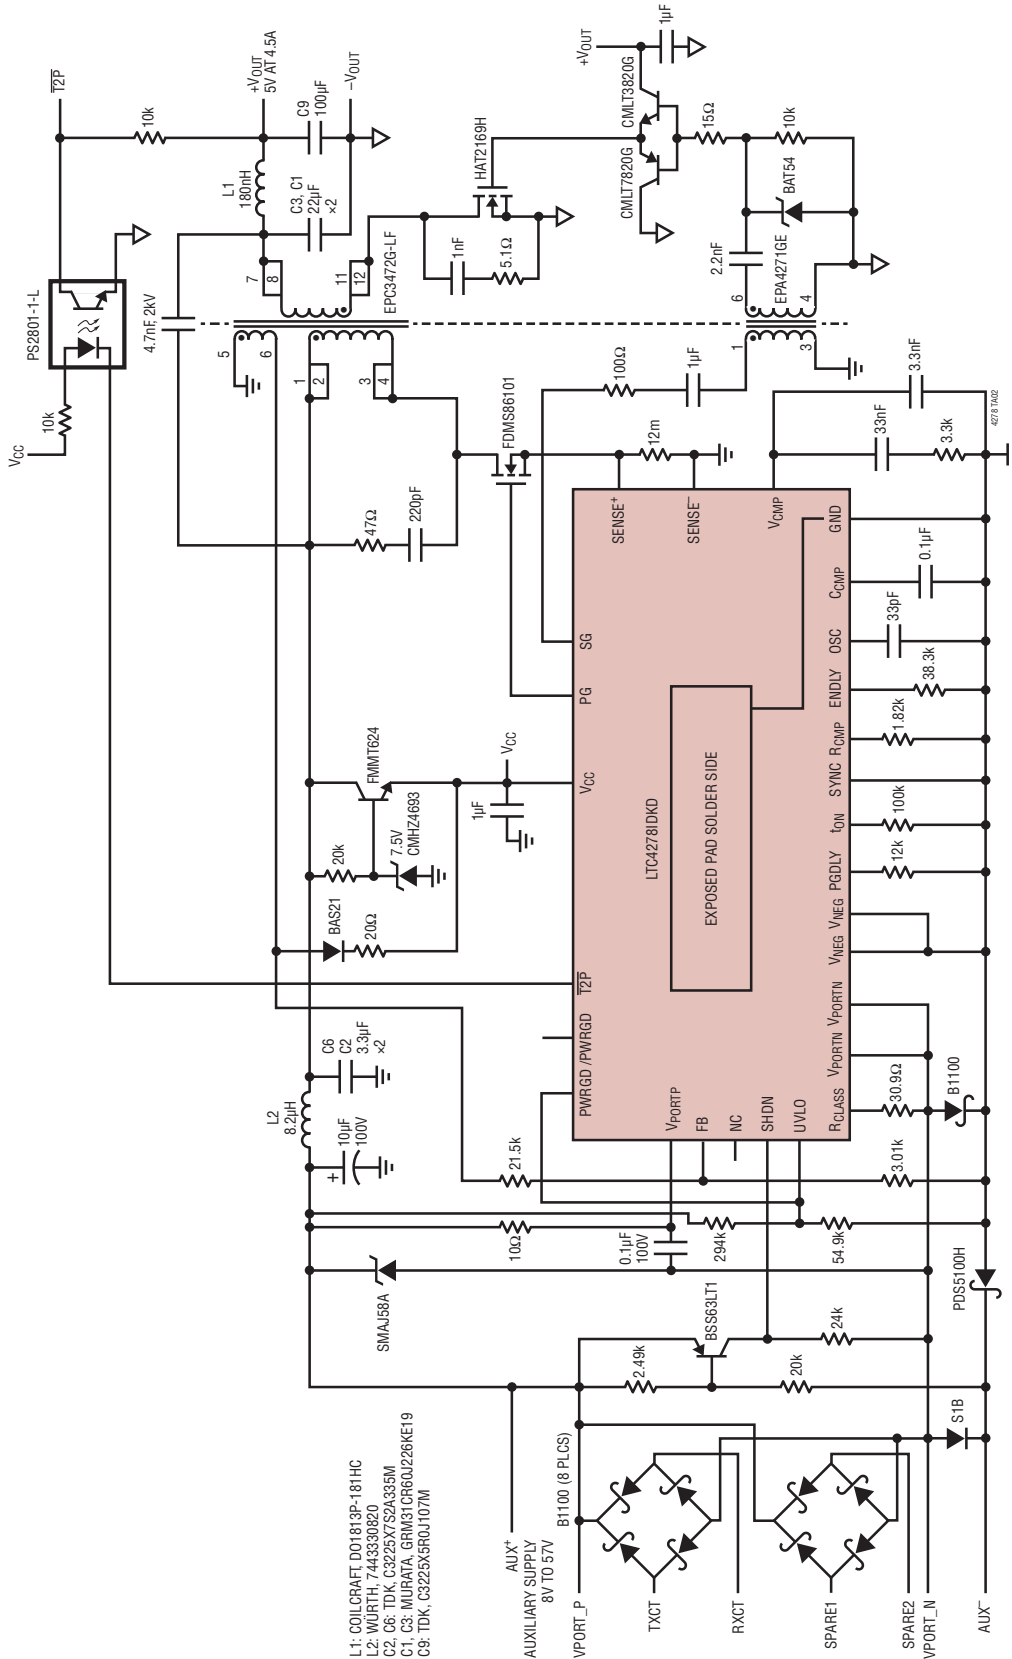 L1: COILCRAFT, DO1813P-181HC
L2: WÜRTH, 744330820
C2, C6: TDK, C3225X7S2A335M
C1, C3: MURATA, GRM31CR60J226KE19
C9: TDK, C3225X5R0J107M
AUX+
AUXILIARY SUPPLY
8V TO 57V
VPORT_P
B1100 (8 PLCS)
TXCT
RXCT
SPARE1
SPARE2
VPORT_N
AUX–
S1B
2.49k
20k
BSS63LT1
24k
PDS5100H
SMAJ58A
10Ω
0.1µF
100V
294k
54.9k
+
10µF
100V
L2
8.2µH
C6
C2
3.3µF
×2
21.5k
3.01k
30.9Ω
B1100
BAS21
20Ω
20k
7.5V
CMHZ4693
FMMT624
1µF
VCC
47Ω
220pF
VCC
10k
PS2801-1-L
T2P
10k
4.7nF, 2kV
L1
180nH
+VOUT
5V AT 4.5A
C9
100µF
–VOUT
C3, C1
22µF
×2
5
6
1
2
3
4
7
8
11
12
EPC3472G-LF
HAT2169H
1nF
5.1Ω
FDMS86101
12m
100Ω
1µF
+VOUT
1µF
CMLT3820G
CMLT7820G
15Ω
10k
BAT54
2.2nF
EPA4271GE
6
4
1
3
3.3nF
33nF
3.3k
LTC4278IDKD
EXPOSED PAD SOLDER SIDE
PWRGD /PWRGD
T2P
VCC
PG
SG
SENSE+
SENSE–
VCMP
VPORTP
FB
NC
SHDN
UVLO
RCLASS
VPORTN
VPORTN
VNEG
VNEG
PGDLY
tON
SYNC
RCMP
ENDLY
OSC
CCMP
GND
12k
100k
1.82k
38.3k
33pF
0.1µF
4278 TA02